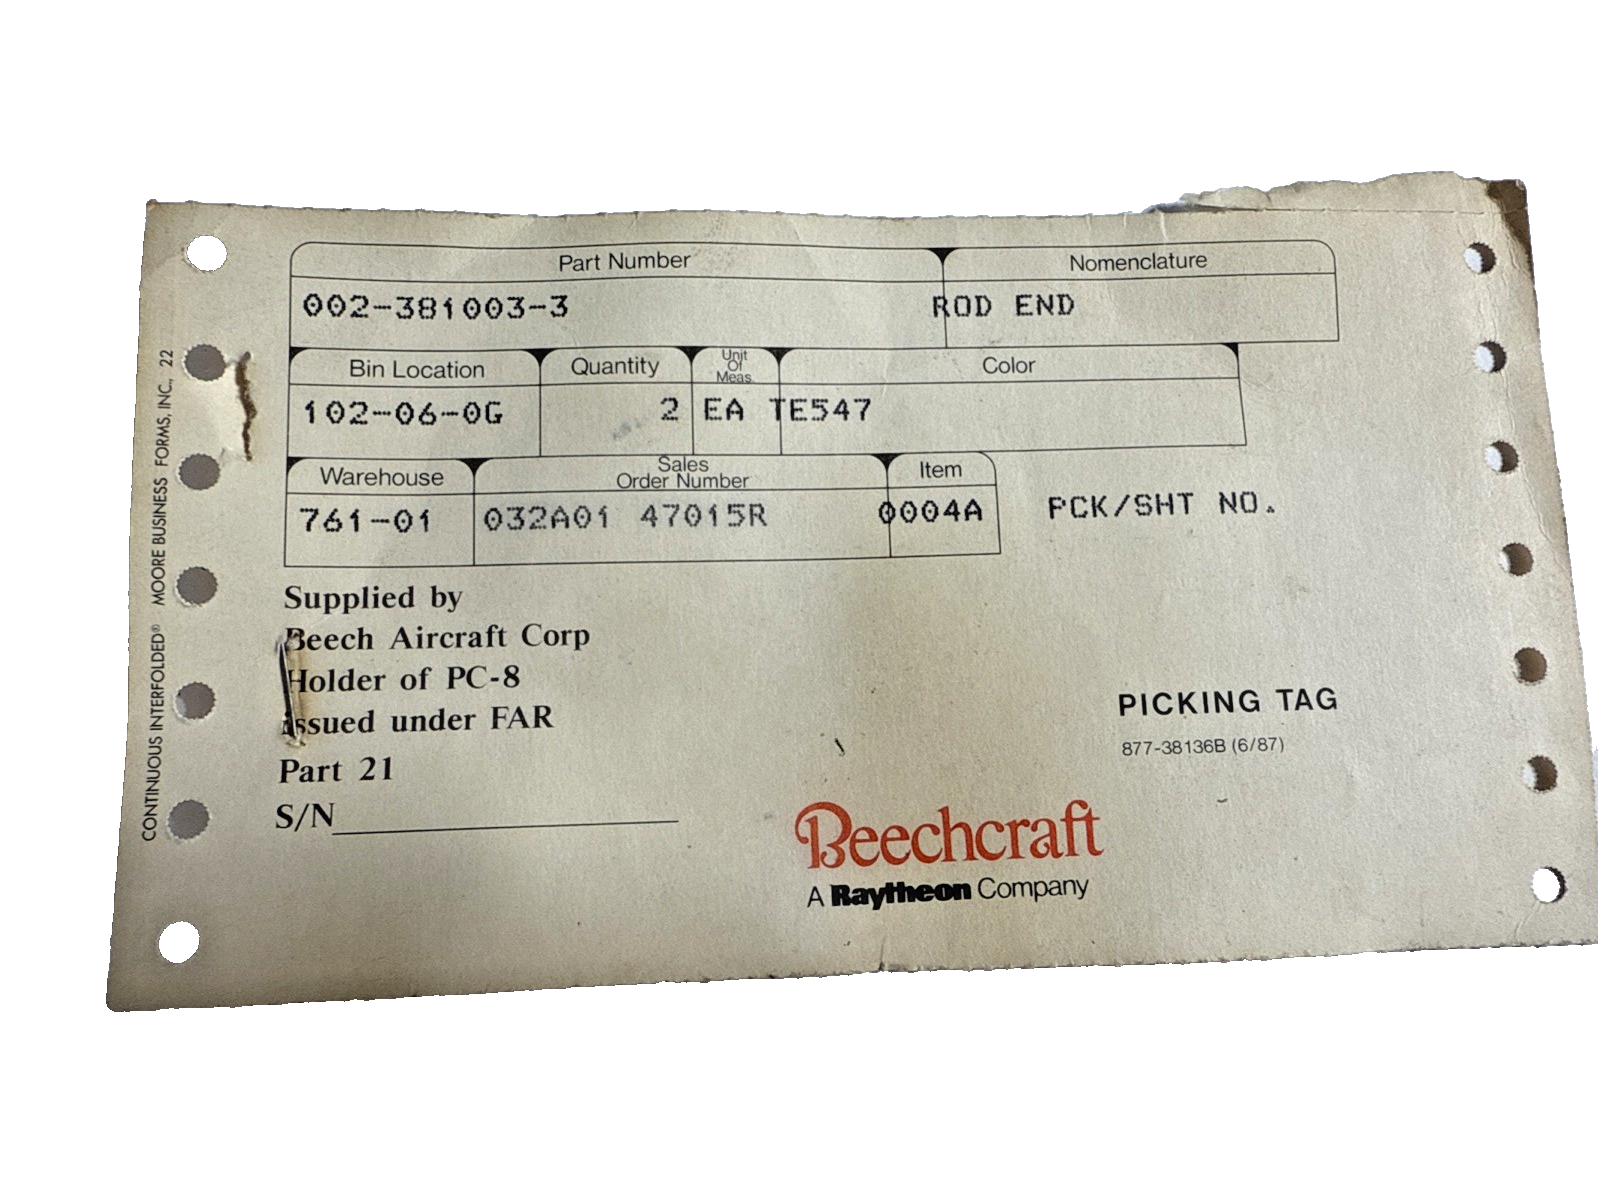 Part Number Nomenclature
002-381003-3 ROD END
Bin Location Quantity Unit Of Meas. Color
102-06-0G 2 EA TE547
Warehouse Sales Order Number Item
761-01 032A01 47015R 0004A PCK/SHT NO.
Supplied by
Beech Aircraft Corp
Holder of PC-8
issued under FAR
Part 21
S/N
PICKING TAG
877-38136B (6/87)
Beechcraft
A Raytheon Company
CONTINUOUS INTERFOLDED® MOORE BUSINESS FORMS, INC. 22